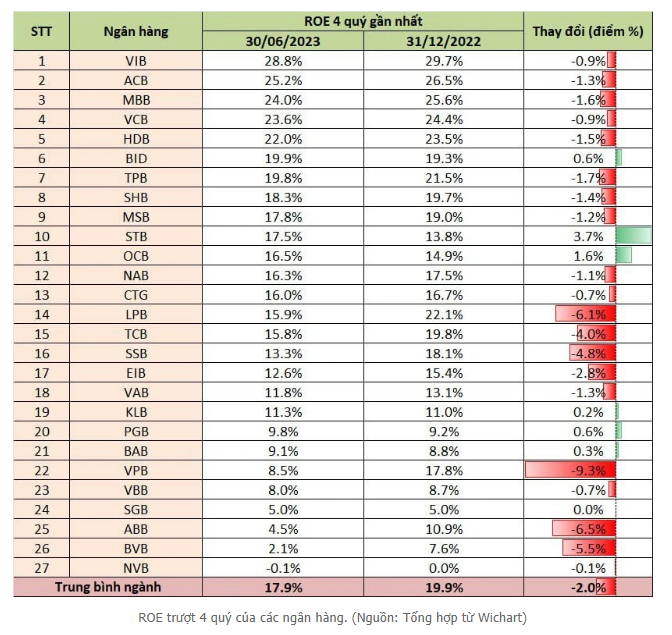 STT Ngân hàng ROE 4 quý gần nhất Thay đổi (điểm %)
30/06/2023 31/12/2022
1 VIB 28.8% 29.7% -0.9%
2 ACB 25.2% 26.5% -1.3%
3 MBB 24.0% 25.6% -1.6%
4 VCB 23.6% 24.4% -0.9%
5 HDB 22.0% 23.5% -1.5%
6 BID 19.9% 19.3% 0.6%
7 TPB 19.8% 21.5% -1.7%
8 SHB 18.3% 19.7% -1.4%
9 MSB 17.8% 19.0% -1.2%
10 STB 17.5% 13.8% 3.7%
11 OCB 16.5% 14.9% 1.6%
12 NAB 16.3% 17.5% -1.1%
13 CTG 16.0% 16.7% -0.7%
14 LPB 15.9% 22.1% -6.1%
15 TCB 15.8% 19.8% -4.0%
16 SSB 13.3% 18.1% -4.8%
17 EIB 12.6% 15.4% -2.8%
18 VAB 11.8% 13.1% -1.3%
19 KLB 11.3% 11.0% 0.2%
20 PGB 9.8% 9.2% 0.6%
21 BAB 9.1% 8.8% 0.3%
22 VPB 8.5% 17.8% -9.3%
23 VBB 8.0% 8.7% -0.7%
24 SGB 5.0% 5.0% 0.0%
25 ABB 4.5% 10.9% -6.5%
26 BVB 2.1% 7.6% -5.5%
27 NVB -0.1% 0.0% -0.1%
Trung bình ngành 17.9% 19.9% -2.0%
ROE trượt 4 quý của các ngân hàng. (Nguồn: Tổng hợp từ Wichart)